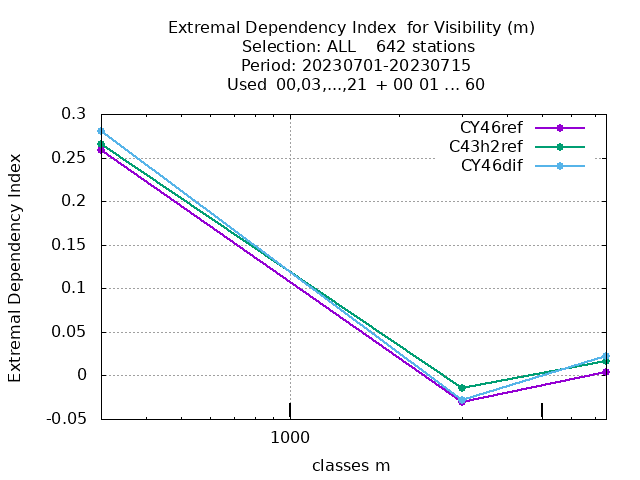 Extremal Dependency Index  for Visibility (m)
Selection: ALL    642 stations
Period: 20230701-20230715
Used  00,03,...,21  + 00 01 ... 60
CY46ref
C43h2ref
CY46dif
0.3
0.25
0.2
0.15
0.1
0.05
0
-0.05
Extremal Dependency Index
1000
classes m